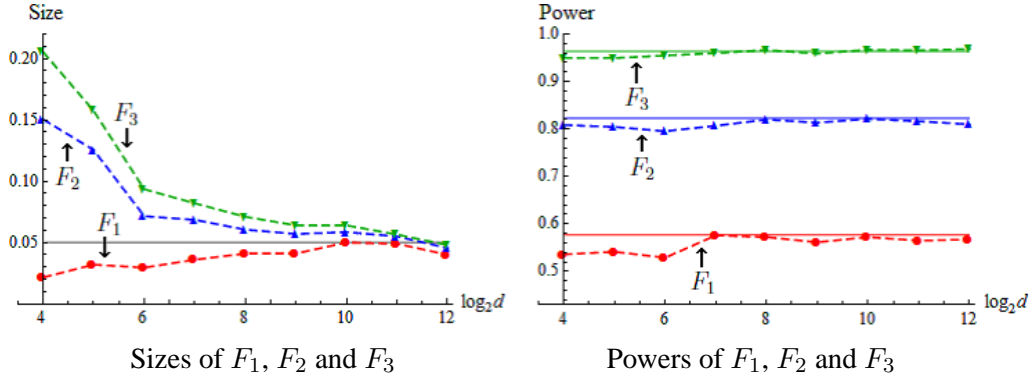 Size
0.20
0.15
0.10
0.05
F₃
F₂
F₁
4 6 8 10 12
log₂d
Sizes of F₁, F₂ and F₃
Power
1.0
0.9
0.8
0.7
0.6
0.5
F₃
F₂
F₁
4 6 8 10 12
log₂d
Powers of F₁, F₂ and F₃